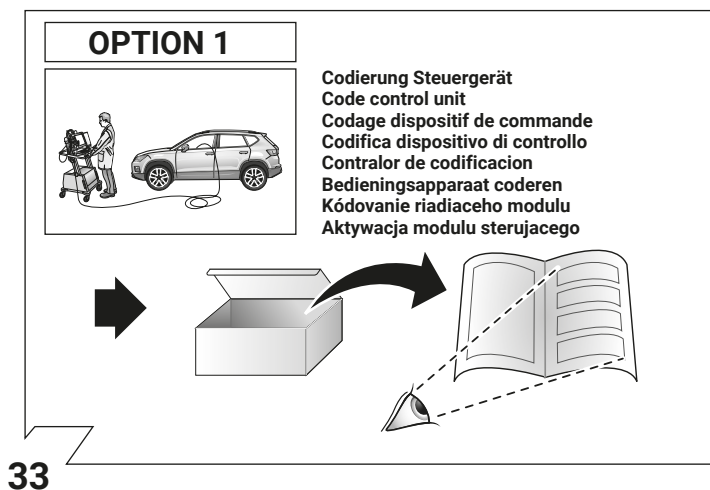 OPTION 1
Codierung Steuergerät
Code control unit
Codage dispositif de commande
Codifica dispositivo di controllo
Contralor de codificacion
Bedieningsapparaat coderen
Kódovanie riadiaceho modulu
Aktywacja modulu sterujacego
33